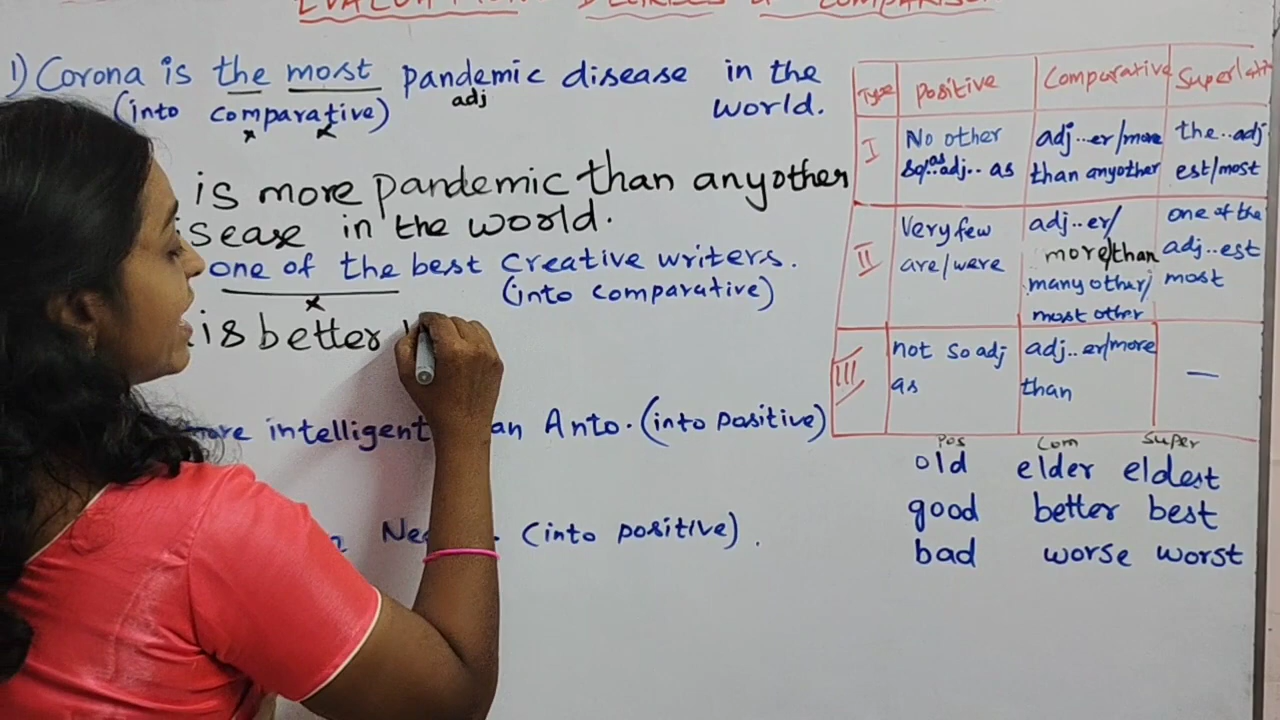 1) Corona is the most pandemic disease in the
adj
(into comparative) world.
is more pandemic than anyother
sease in the world.
one of the best creative writers.
(into comparative)
is better
more intelligent an Anto. (into positive)
(into positive).
Type Positive Comparative
I No other adj..er/more the..adj
so/as..adj.. as than anyother est/most
II Very few adj..er/ one of the
are/were more/than adj..est
many other/ most
most other
III not so adj adj..er/more —
as than
Pos Com Super
old elder eldest
good better best
bad worse worst